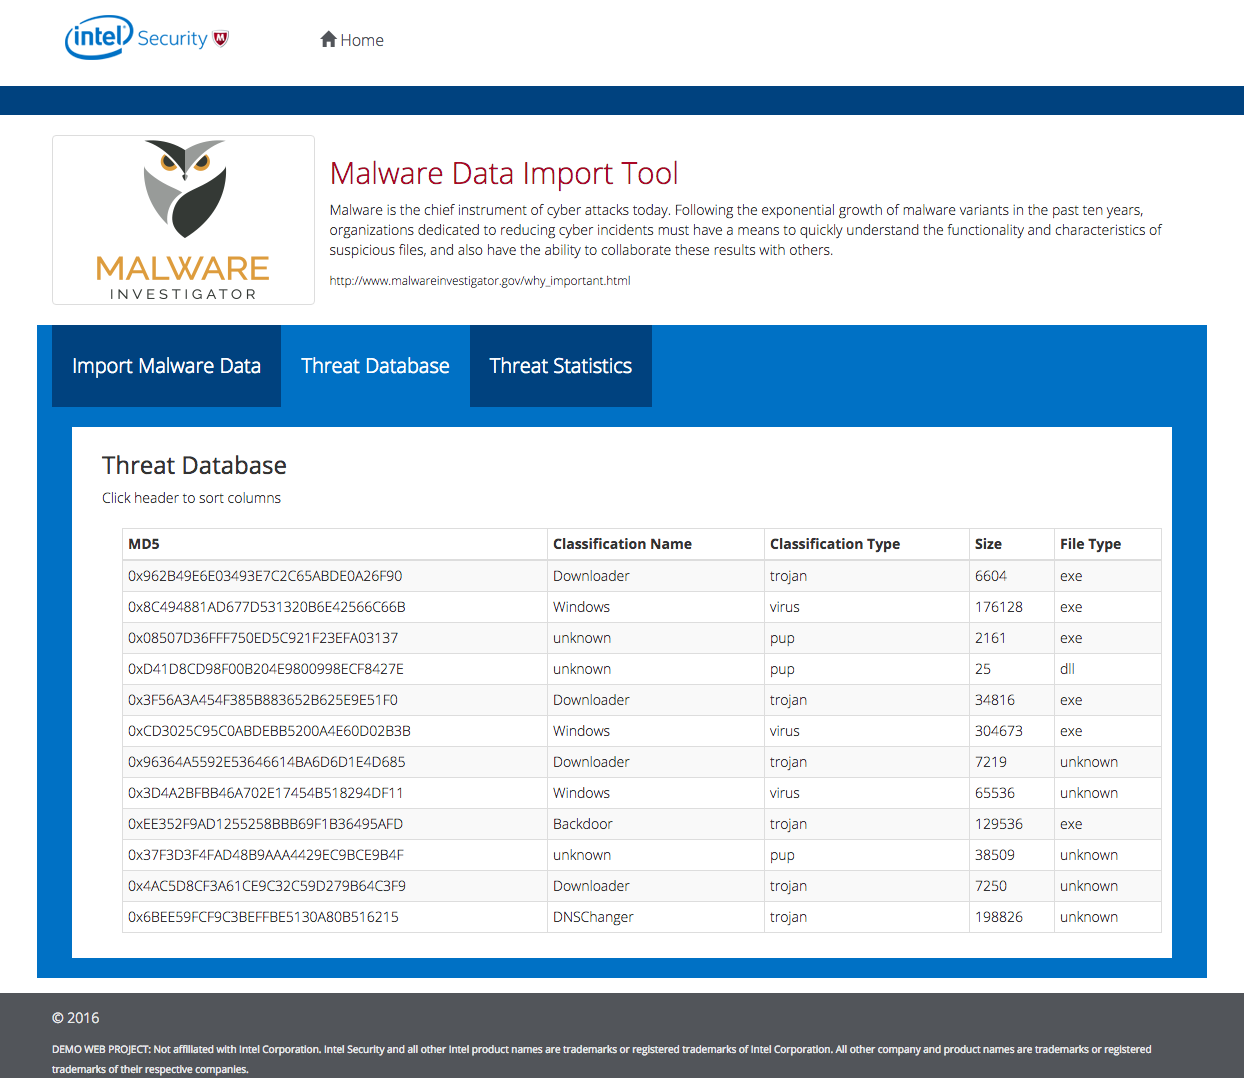 intel Security
Home
MALWARE
INVESTIGATOR
Malware Data Import Tool
Malware is the chief instrument of cyber attacks today. Following the exponential growth of malware variants in the past ten years,
organizations dedicated to reducing cyber incidents must have a means to quickly understand the functionality and characteristics of
suspicious files, and also have the ability to collaborate these results with others.
http://www.malwareinvestigator.gov/why_important.html
Import Malware Data Threat Database Threat Statistics
Threat Database
Click header to sort columns
MD5 Classification Name Classification Type Size File Type
0x962B49E6E03493E7C2C65ABDE0A26F90 Downloader trojan 6604 exe
0x8C494881AD677D531320B6E42566C66B Windows virus 176128 exe
0x08507D36FFF750ED5C921F23EFA03137 unknown pup 2161 exe
0xD41D8CD98F00B204E9800998ECF8427E unknown pup 25 dll
0x3F56A3A454F385B883652B625E9E51F0 Downloader trojan 34816 exe
0xCD3025C95C0ABDEBB5200A4E60D02B3B Windows virus 304673 exe
0x96364A5592E53646614BA6D6D1E4D685 Downloader trojan 7219 unknown
0x3D4A2BFBB46A702E17454B518294DF11 Windows virus 65536 unknown
0xEE352F9AD1255258BBB69F1B36495AFD Backdoor trojan 129536 exe
0x37F3D3F4FAD48B9AAA4429EC9BCE9B4F unknown pup 38509 unknown
0x4AC5D8CF3A61CE9C32C59D279B64C3F9 Downloader trojan 7250 unknown
0x6BEE59FCF9C3BEFFBE5130A80B516215 DNSChanger trojan 198826 unknown
© 2016
DEMO WEB PROJECT: Not affiliated with Intel Corporation. Intel Security and all other Intel product names are trademarks or registered trademarks of Intel Corporation. All other company and product names are trademarks or registered
trademarks of their respective companies.